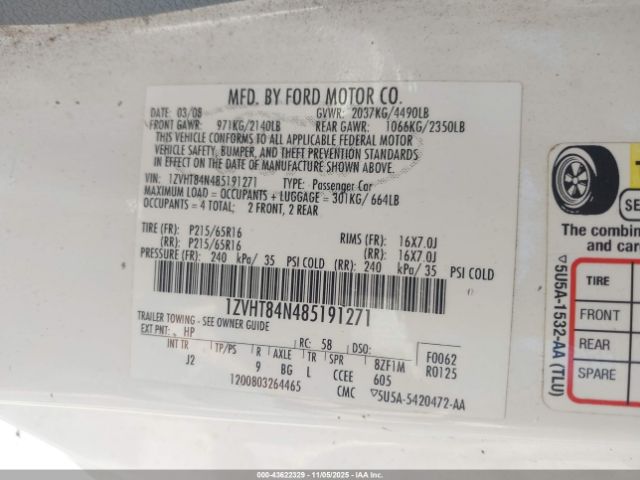 MFD. BY FORD MOTOR CO.
DATE: 03/08 GVWR: 2037KG/4490LB
FRONT GAWR: 971KG/2140LB REAR GAWR: 1066KG/2350LB
THIS VEHICLE CONFORMS TO ALL APPLICABLE FEDERAL MOTOR
VEHICLE SAFETY, BUMPER, AND THEFT PREVENTION STANDARDS
IN EFFECT ON THE DATE OF MANUFACTURE SHOWN ABOVE.
VIN: 1ZVHT84N485191271 TYPE: Passenger Car
MAXIMUM LOAD = OCCUPANTS + LUGGAGE = 301KG/ 664LB
OCCUPANTS = 4 TOTAL; 2 FRONT, 2 REAR
TIRE (FR): P215/65R16 RIMS (FR): 16X7.0J
(RR): P215/65R16 (RR): 16X7.0J
PRESSURE (FR): 240 kPa/ 35 PSI COLD (RR): 240 kPa/ 35 PSI COLD
1ZVHT84N485191271
TRAILER TOWING - SEE OWNER GUIDE
EXT PNT: HP RC: 58 DSO: F0062
INT TR TP/PS R AXLE TR SPR 8ZF1M R0125
J2 9 BG L CCEE 605
1200803264465 CMC ▽5U5A-5420472-AA
SEE
The combined
and car
TIRE
FRONT
REAR
SPARE
▽5U5A-1532-AA (TLU)
000-43622329 - 11/05/2025 - COPART